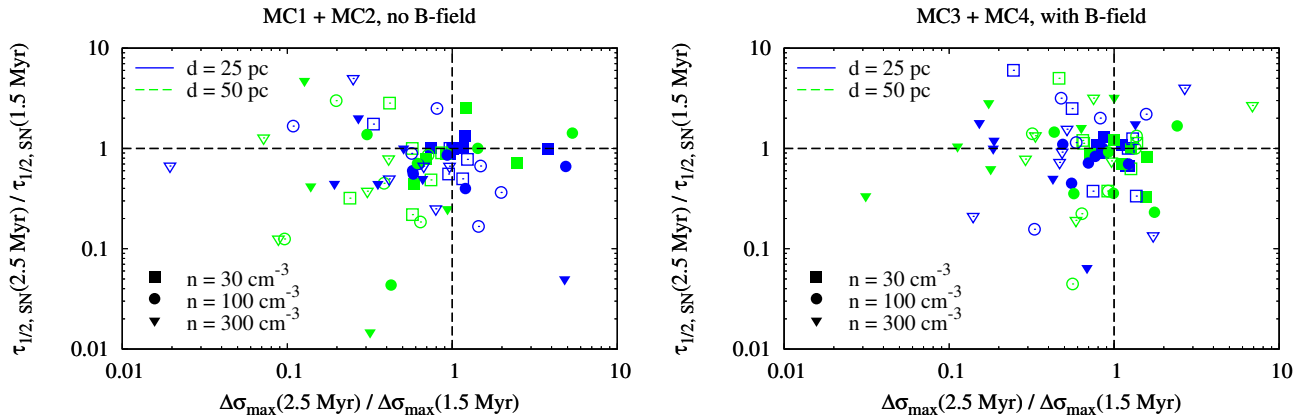 MC1 + MC2, no B-field
τ1/2, SN(2.5 Myr) / τ1/2, SN(1.5 Myr)
10
1
0.1
0.01
d = 25 pc
d = 50 pc
n = 30 cm-3
n = 100 cm-3
n = 300 cm-3
0.01 0.1 1 10
Δσmax(2.5 Myr) / Δσmax(1.5 Myr)
MC3 + MC4, with B-field
τ1/2, SN(2.5 Myr) / τ1/2, SN(1.5 Myr)
10
1
0.1
0.01
d = 25 pc
d = 50 pc
n = 30 cm-3
n = 100 cm-3
n = 300 cm-3
0.01 0.1 1 10
Δσmax(2.5 Myr) / Δσmax(1.5 Myr)